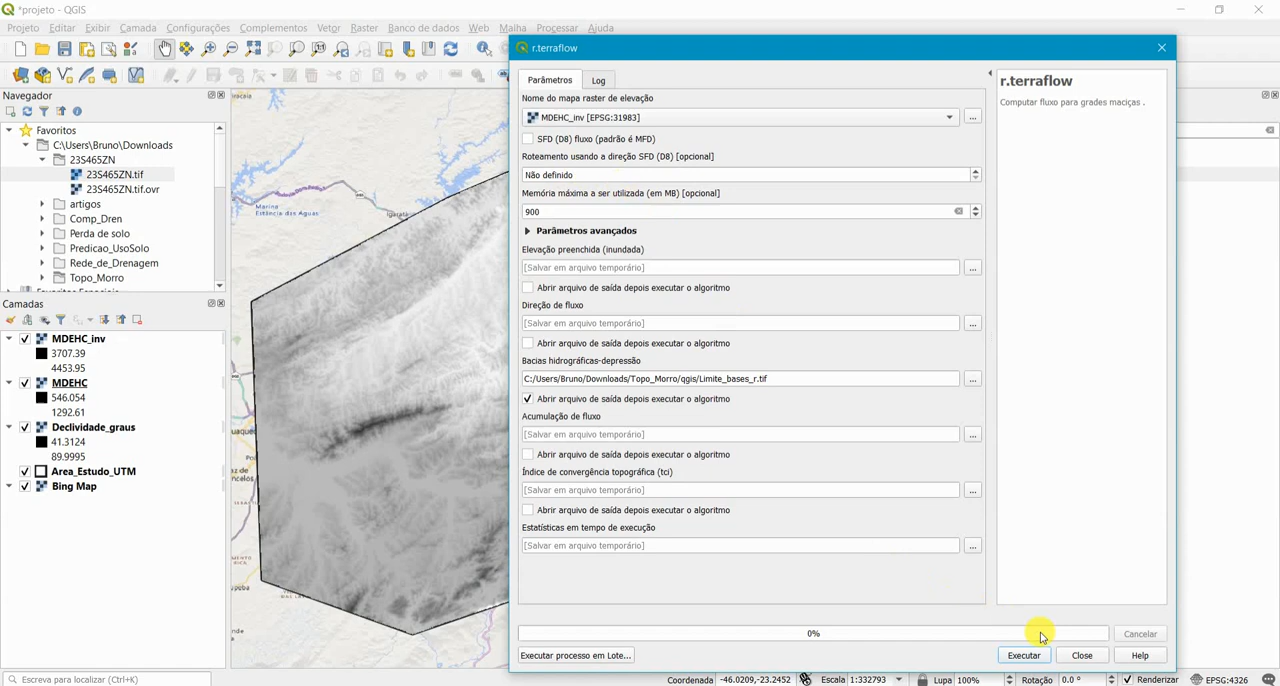 *projeto — QGIS
Projeto Editar Exibir Camada Configurações Complementos Vetor Raster Banco de dados Web Malha Processar Ajuda
r.terraflow
Navegador
Favoritos
C:\Users\Bruno\Downloads
23S465ZN
23S465ZN.tif
23S465ZN.tif.ovr
artigos
Comp_Dren
Perda de solo
Predicao_UsoSolo
Rede_de_Drenagem
Topo_Morro
Camadas
MDEHC_inv
3707.39
4453.95
MDEHC
546.054
1292.61
Declividade_graus
41.3124
89.9995
Area_Estudo_UTM
Bing Map
Marina
Estância das Águas
Igaratá
Parâmetros Log
Nome do mapa raster de elevação
MDEHC_inv [EPSG:31983]
...
SFD (D8) fluxo (padrão é MFD)
Roteamento usando a direção SFD (D8) [opcional]
Não definido
Memória máxima a ser utilizada (em MB) [opcional]
900
Parâmetros avançados
Elevação preenchida (inundada)
[Salvar em arquivo temporário]
...
Abrir arquivo de saída depois executar o algoritmo
Direção de fluxo
[Salvar em arquivo temporário]
...
Abrir arquivo de saída depois executar o algoritmo
Bacias hidrográficas-depressão
C:/Users/Bruno/Downloads/Topo_Morro/qgis/Limite_bases_r.tif
...
Abrir arquivo de saída depois executar o algoritmo
Acumulação de fluxo
[Salvar em arquivo temporário]
...
Abrir arquivo de saída depois executar o algoritmo
Índice de convergência topográfica (tci)
[Salvar em arquivo temporário]
...
Abrir arquivo de saída depois executar o algoritmo
Estatísticas em tempo de execução
[Salvar em arquivo temporário]
...
r.terraflow
Computar fluxo para grades maciças .
0%
Cancelar
Executar processo em Lote...
Executar Close Help
Escreva para localizar (Ctrl+K)
Coordenada -46.0209,-23.2452 Escala 1:332793 Lupa 100% Rotação 0.0 ° Renderizar EPSG:4326